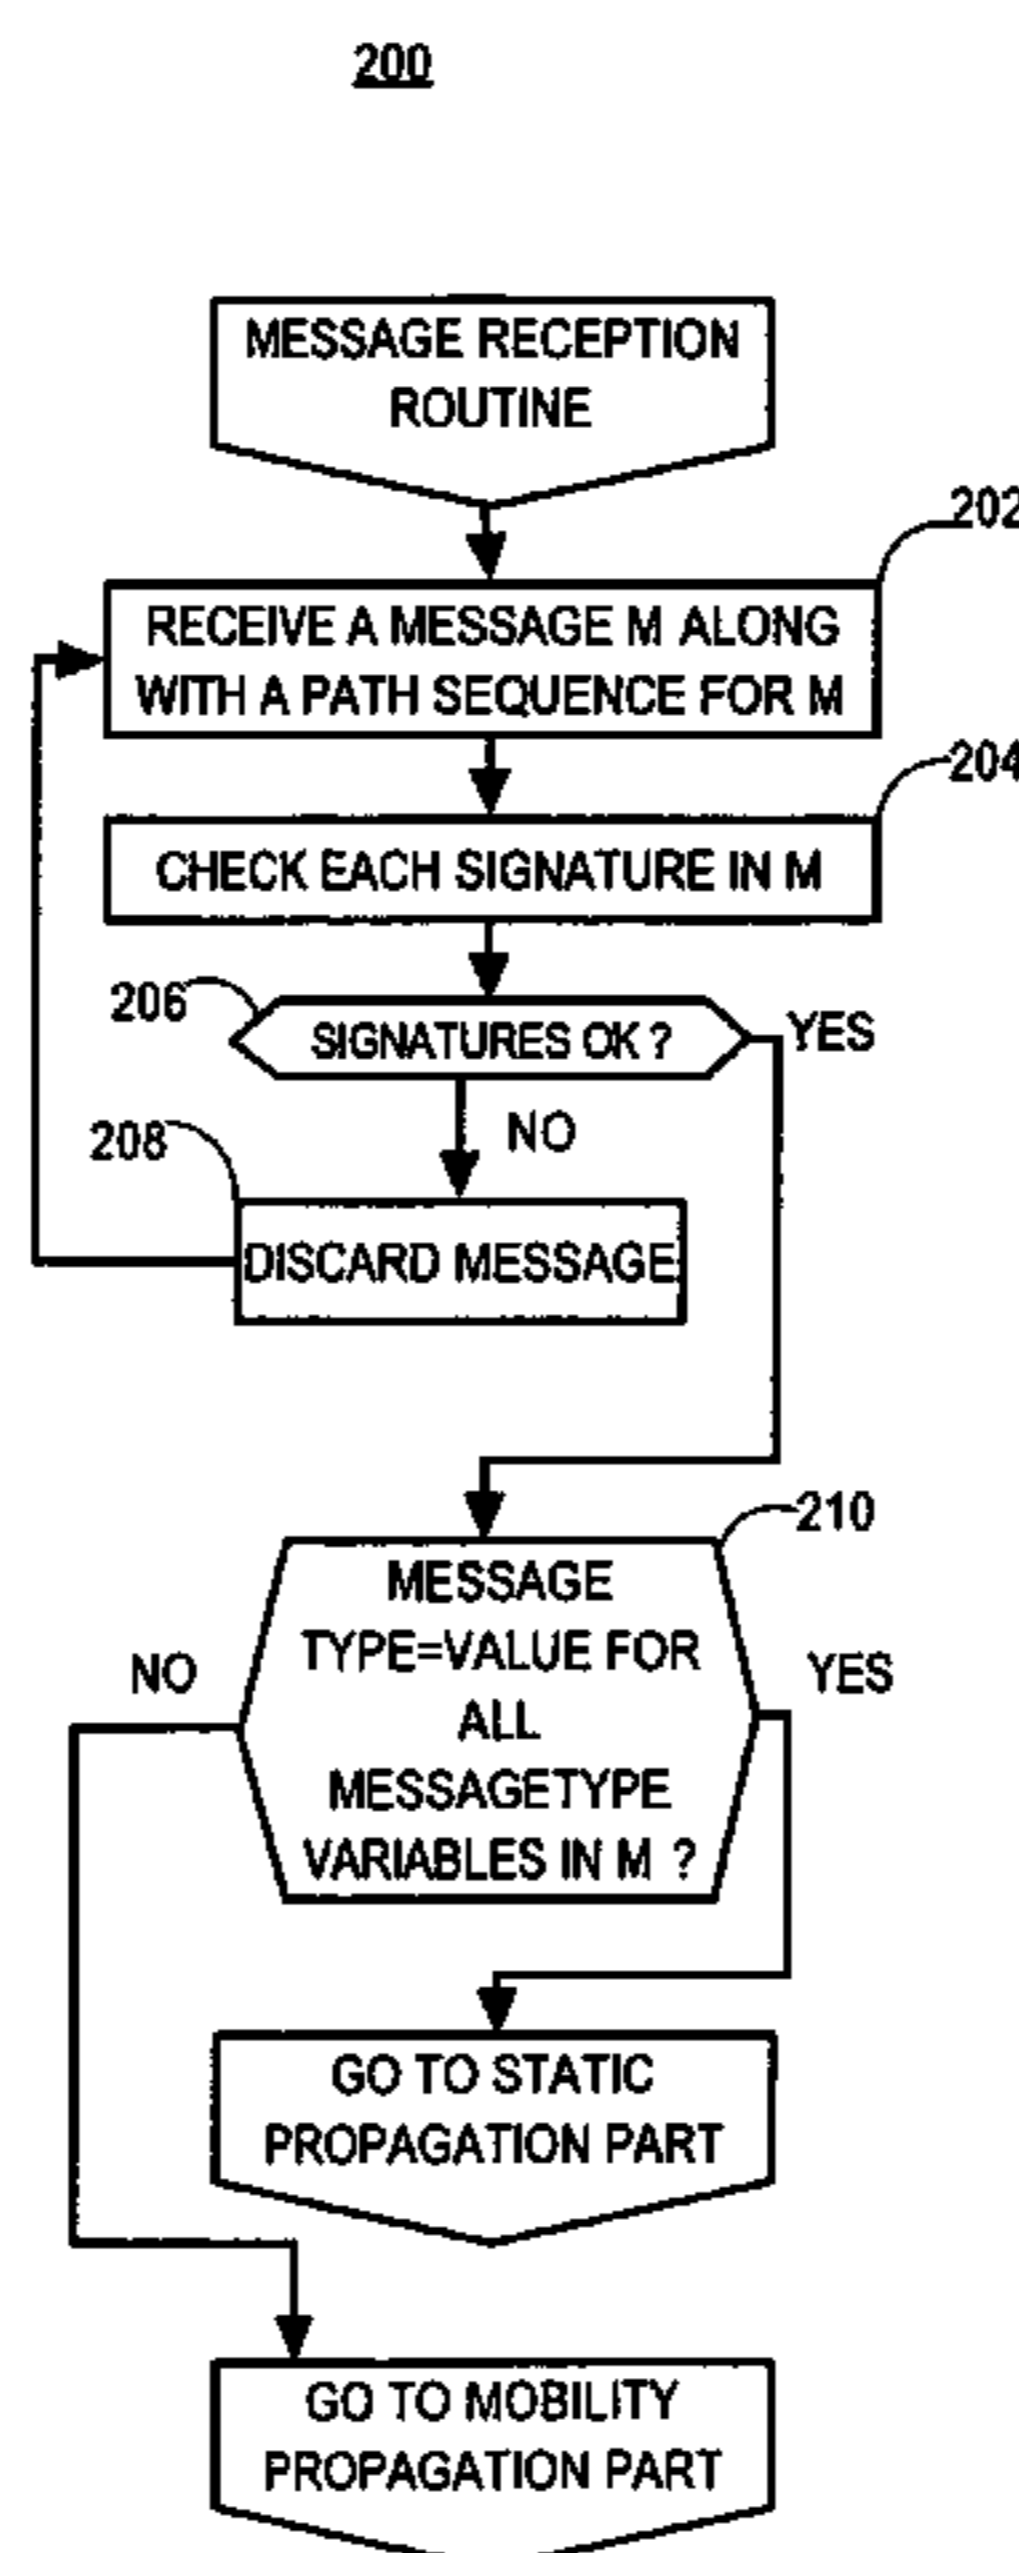 200
MESSAGE RECEPTION
ROUTINE
202
RECEIVE A MESSAGE M ALONG
WITH A PATH SEQUENCE FOR M
204
CHECK EACH SIGNATURE IN M
206
SIGNATURES OK ?
YES
NO
208
DISCARD MESSAGE
210
MESSAGE
TYPE=VALUE FOR
ALL
MESSAGETYPE
VARIABLES IN M ?
NO
YES
GO TO STATIC
PROPAGATION PART
GO TO MOBILITY
PROPAGATION PART